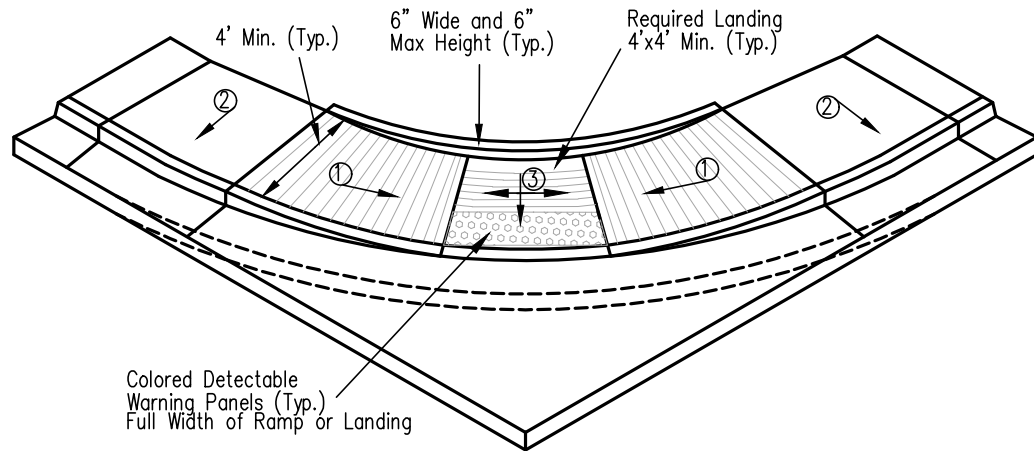 4' Min. (Typ.)
6” Wide and 6”
Max Height (Typ.)
Required Landing
4'x4' Min. (Typ.)
2
2
1
3
1
Colored Detectable
Warning Panels (Typ.)
Full Width of Ramp or Landing